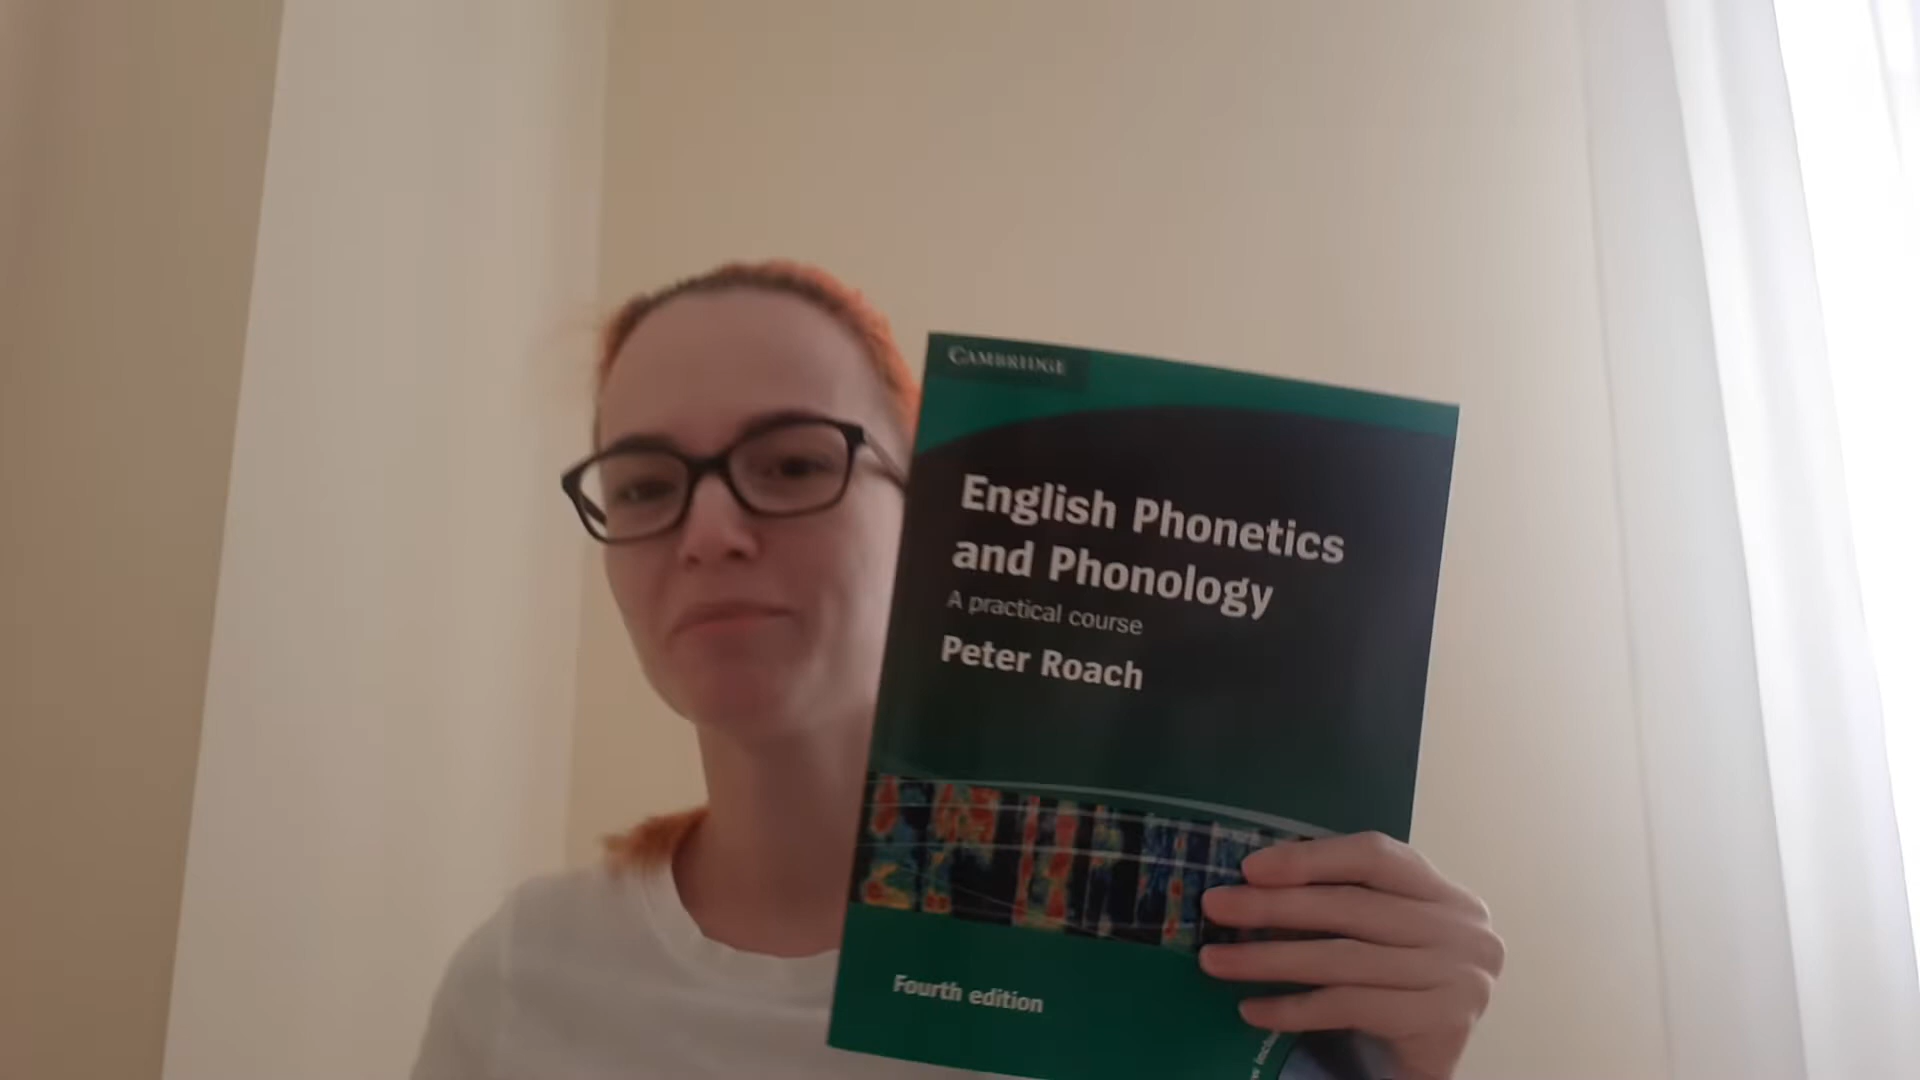 CAMBRIDGE
English Phonetics
and Phonology
A practical course
Peter Roach
Fourth edition